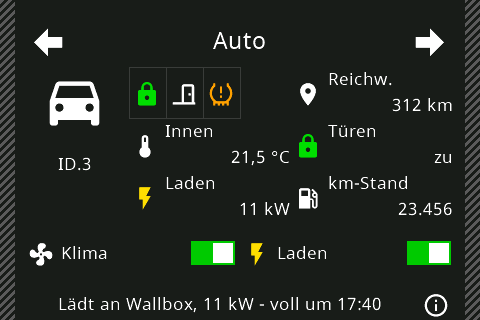 Auto
Reichw.
312 km
Innen
Türen
21,5 °C
zu
ID.3
Laden
km-Stand
11 kW
23.456
Klima
Laden
Lädt an Wallbox, 11 kW - voll um 17:40